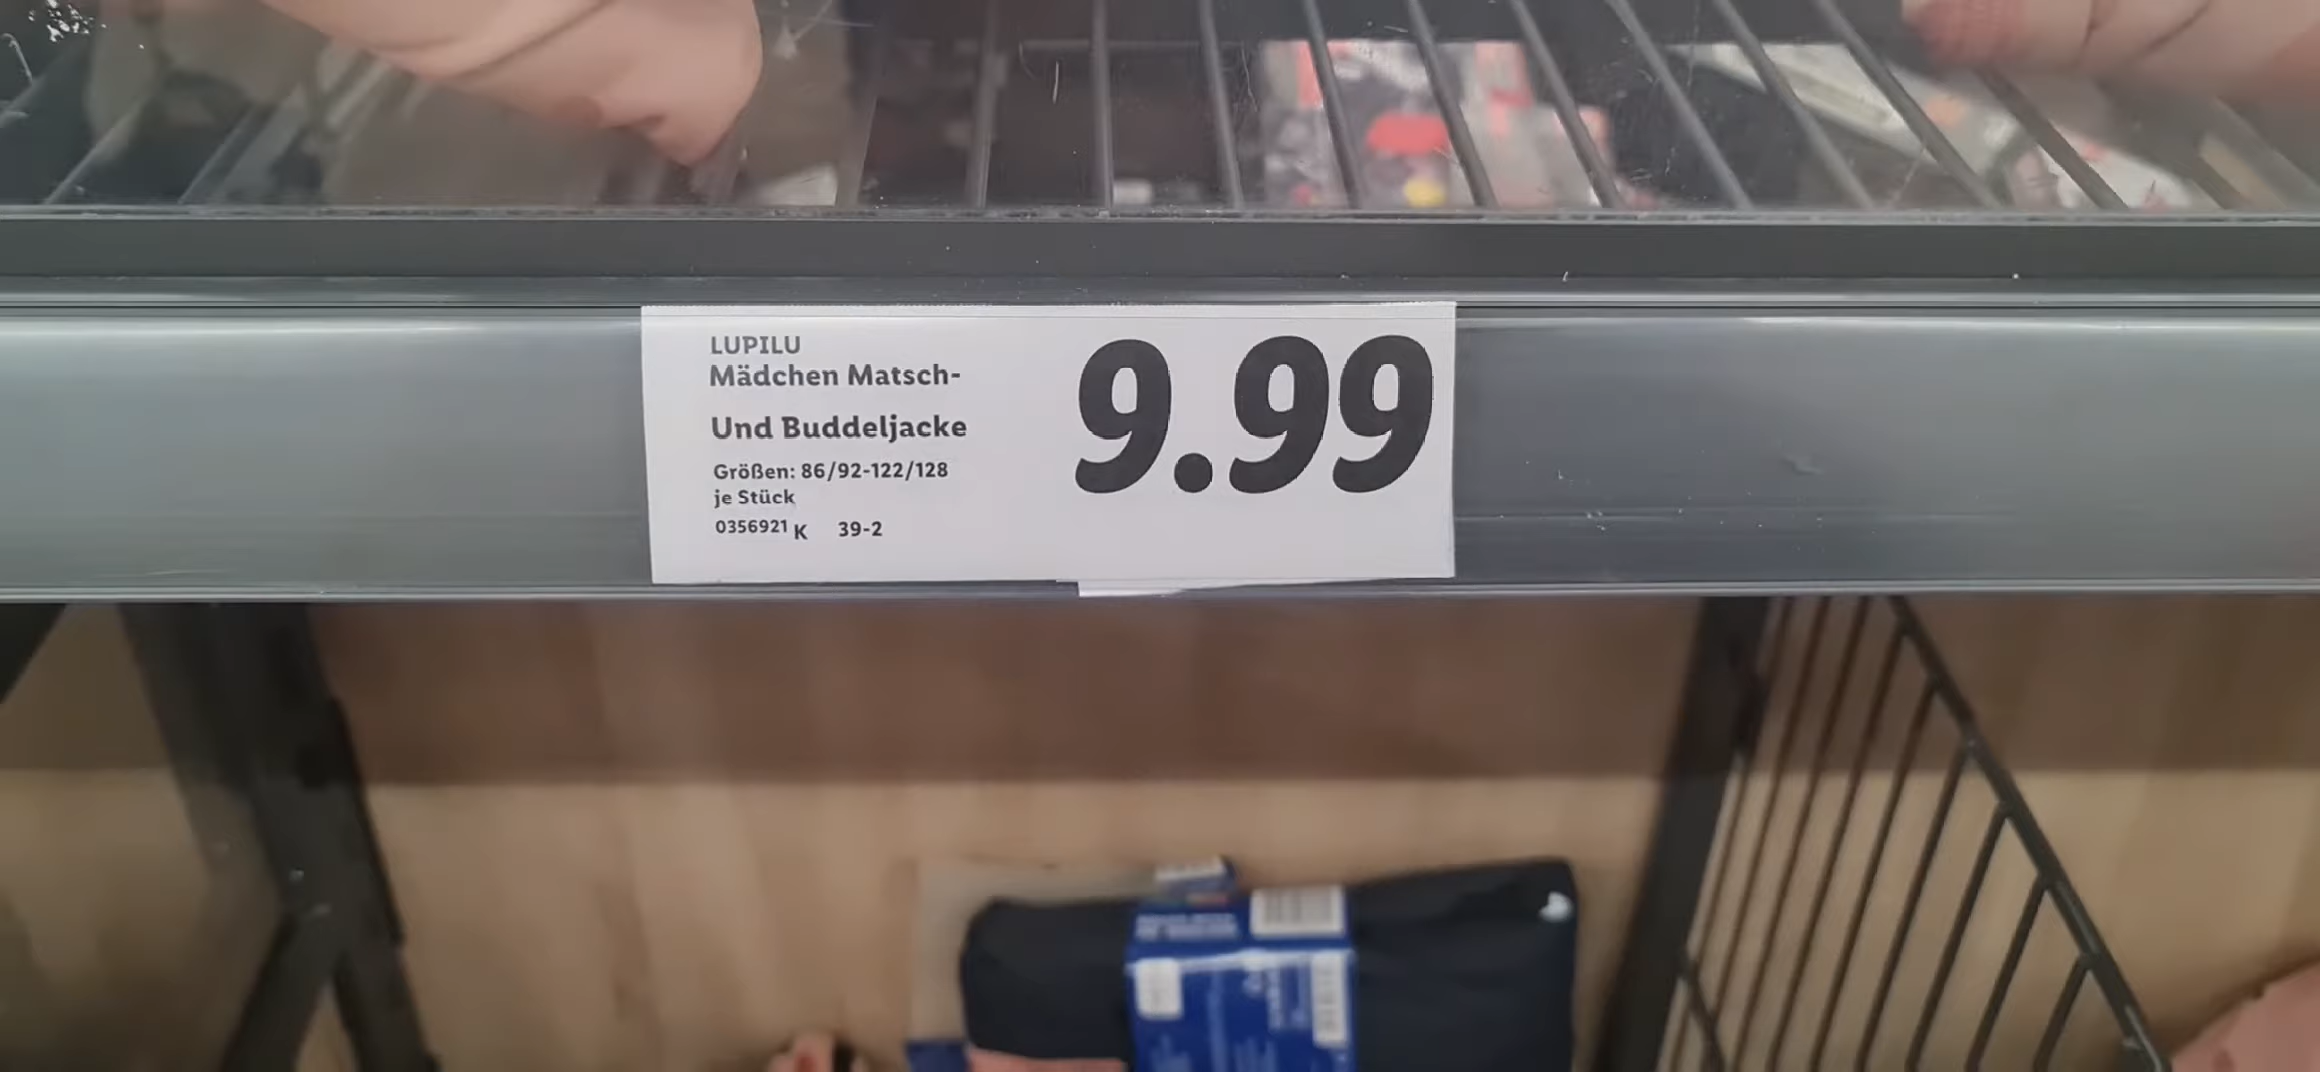 LUPILU
Mädchen Matsch-
Und Buddeljacke
Größen: 86/92-122/128
je Stück
0356921 K 39-2
9.99